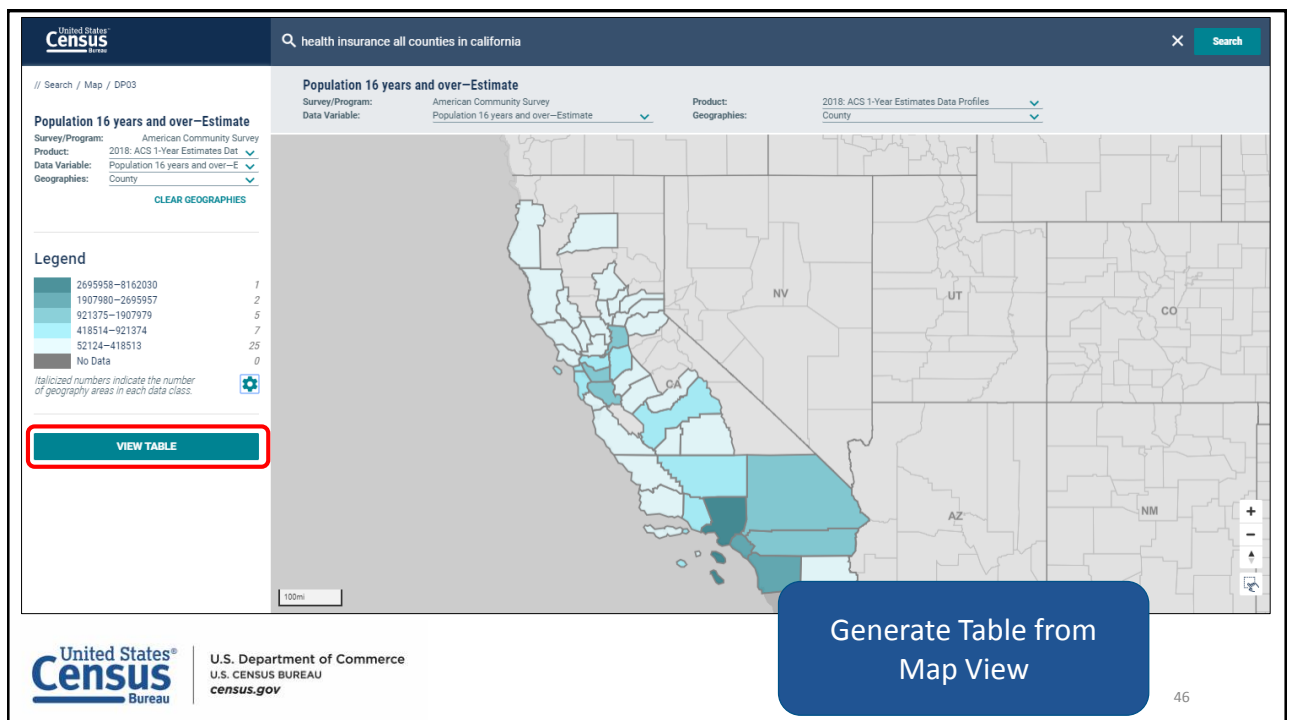 United States®
Census
Bureau
health insurance all counties in california
Search
// Search / Map / DP03
Population 16 years and over—Estimate
Survey/Program: American Community Survey
Product: 2018: ACS 1-Year Estimates Dat
Data Variable: Population 16 years and over—E
Geographies: County
CLEAR GEOGRAPHIES
Legend
2695958—8162030 1
1907980—2695957 2
921375—1907979 5
418514—921374 7
52124—418513 25
No Data 0
Italicized numbers indicate the number
of geography areas in each data class.
VIEW TABLE
Population 16 years and over—Estimate
Survey/Program: American Community Survey Product: 2018: ACS 1-Year Estimates Data Profiles
Data Variable: Population 16 years and over—Estimate Geographies: County
NV
UT
CO
CA
AZ
NM
+
−
100mi
Generate Table from
Map View
United States®
Census
Bureau
U.S. Department of Commerce
U.S. CENSUS BUREAU
census.gov
46